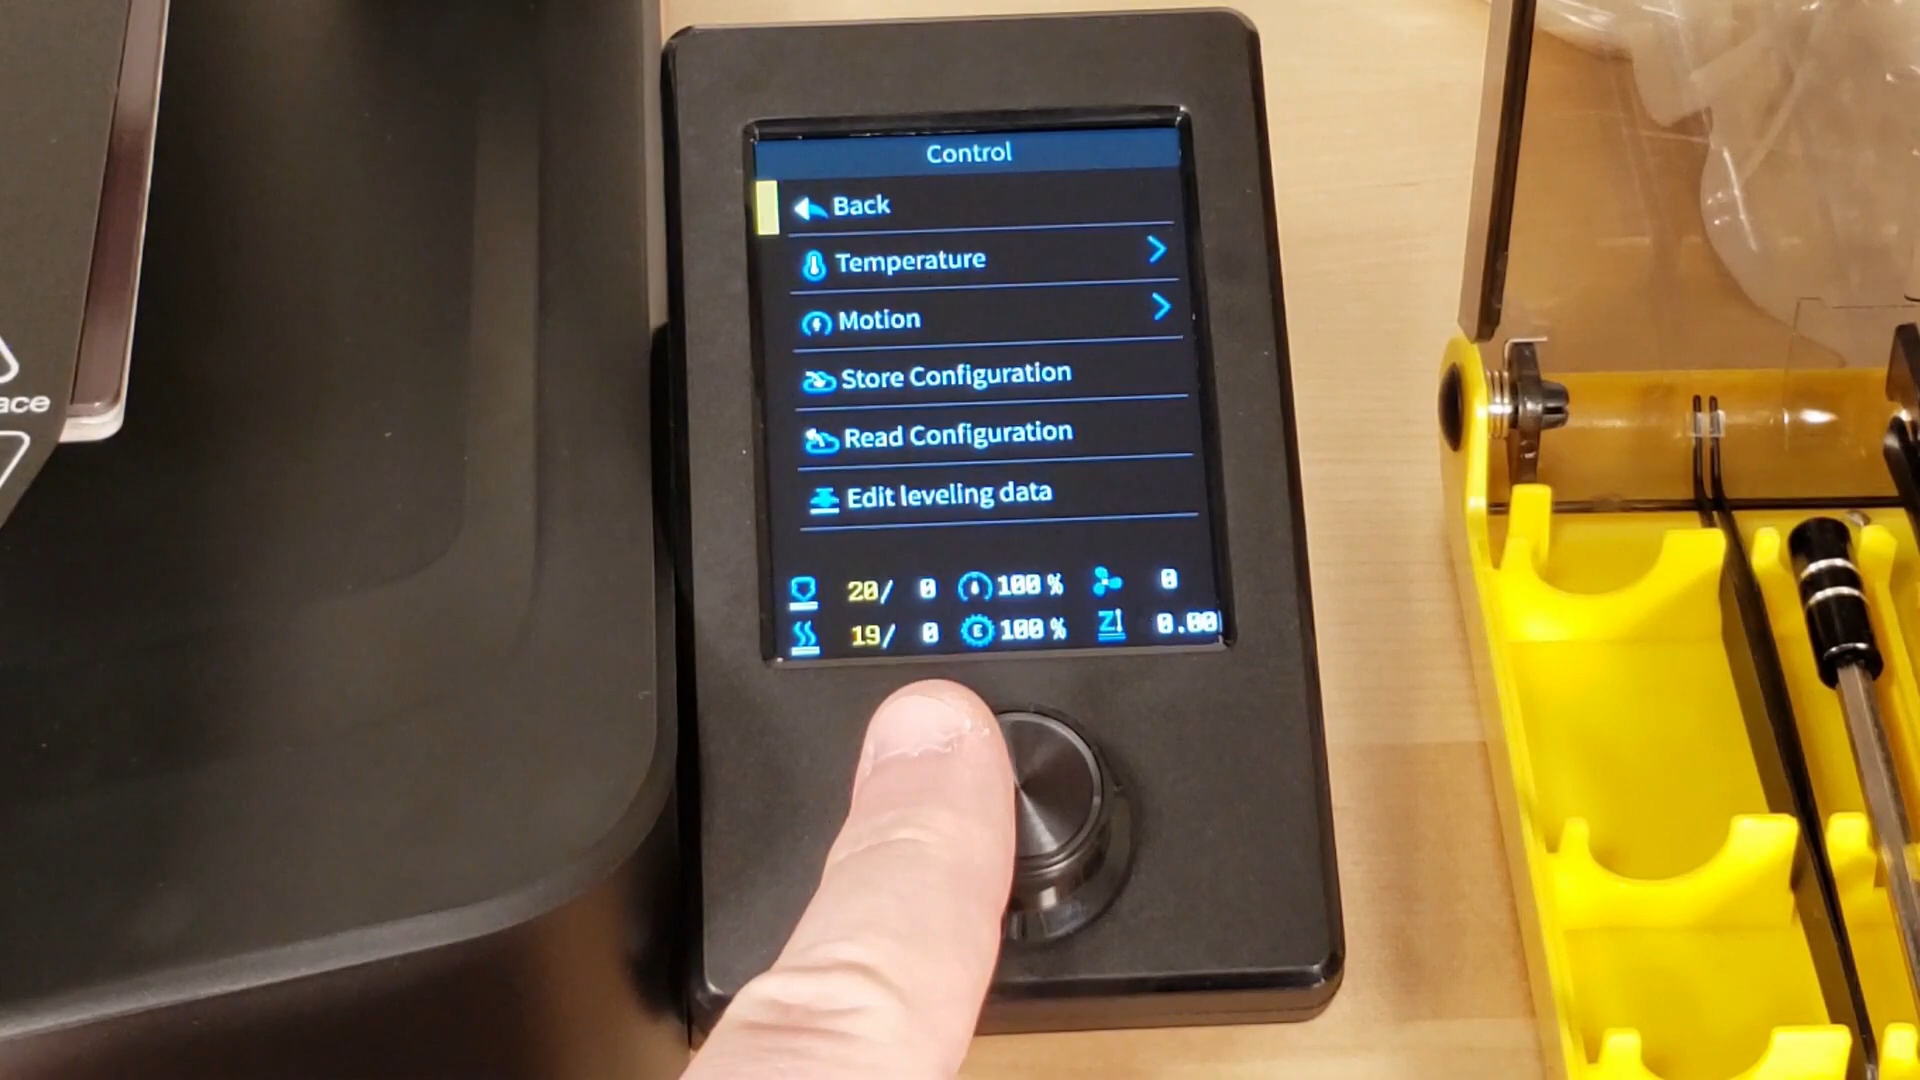 Control
Back
Temperature
Motion
Store Configuration
Read Configuration
Edit leveling data
20/ 0 100 % 0
19/ 0 E 100 % Z 0.00
ace